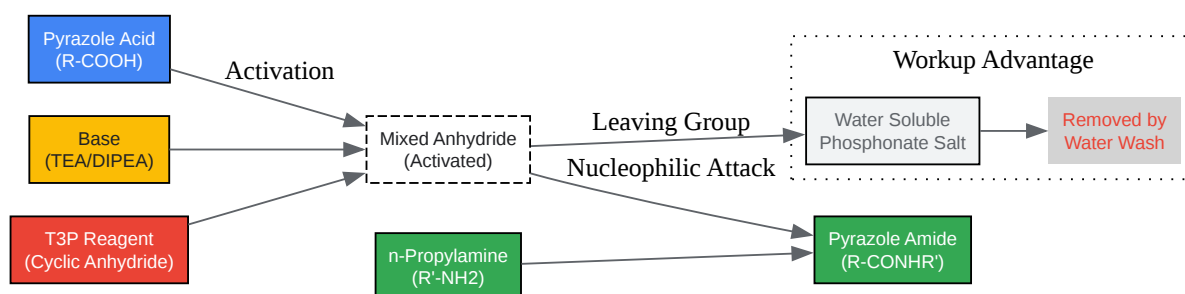 Pyrazole Acid
(R-COOH)
Activation
Base
(TEA/DIPEA)
T3P Reagent
(Cyclic Anhydride)
Mixed Anhydride
(Activated)
Leaving Group
Nucleophilic Attack
n-Propylamine
(R'-NH2)
Workup Advantage
Water Soluble
Phosphonate Salt
Removed by
Water Wash
Pyrazole Amide
(R-CONHR')